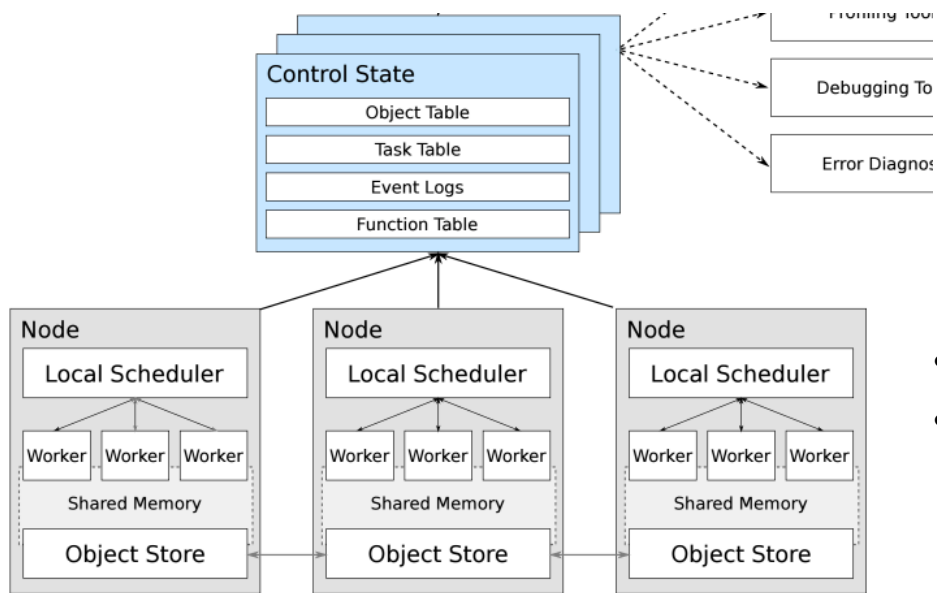 Profiling Too
Control State
Object Table
Debugging To
Task Table
Error Diagnos
Event Logs
Function Table
Node Node Node
Local Scheduler Local Scheduler Local Scheduler
Worker Worker Worker Worker Worker Worker Worker Worker Worker
Shared Memory Shared Memory Shared Memory
Object Store Object Store Object Store